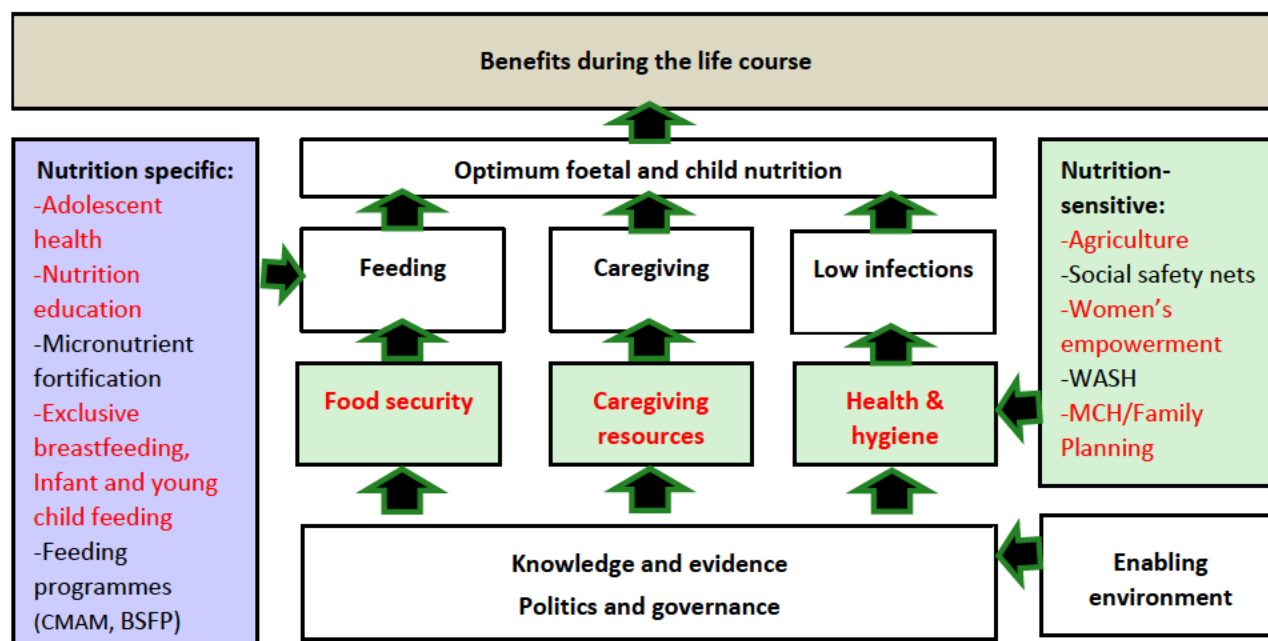 Benefits during the life course
Nutrition specific:
-Adolescent
health
-Nutrition
education
-Micronutrient
fortification
-Exclusive
breastfeeding,
Infant and young
child feeding
-Feeding
programmes
(CMAM, BSFP)
Optimum foetal and child nutrition
Feeding
Caregiving
Low infections
Food security
Caregiving
resources
Health &
hygiene
Knowledge and evidence
Politics and governance
Nutrition-
sensitive:
-Agriculture
-Social safety nets
-Women’s
empowerment
-WASH
-MCH/Family
Planning
Enabling
environment